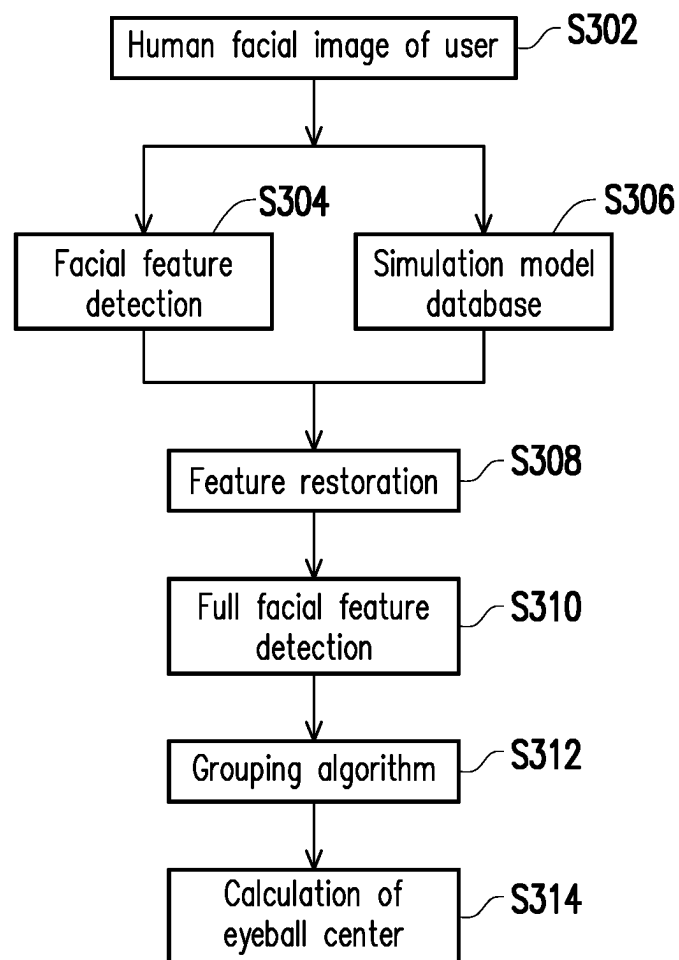 Human facial image of user
S302
S304
S306
Facial feature
detection
Simulation model
database
Feature restoration
S308
Full facial feature
detection
S310
Grouping algorithm
S312
Calculation of
eyeball center
S314